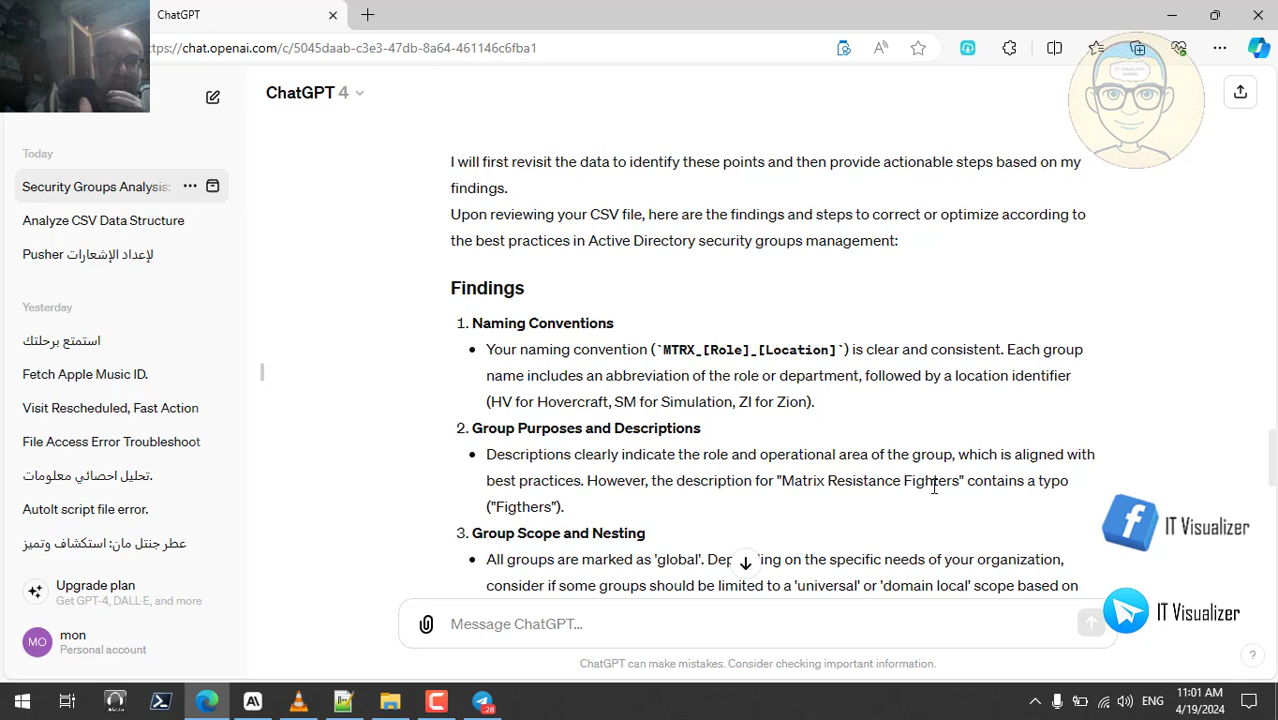 ChatGPT
ttps://chat.openai.com/c/5045daab-c3e3-47db-8a64-461146c6fba1
IT VISUALIZER
ChatGPT 4
Today
Security Groups Analysis:
Analyze CSV Data Structure
Pusher لإعداد الإشعارات
Yesterday
استمتع برحلتك
Fetch Apple Music ID.
Visit Rescheduled, Fast Action
File Access Error Troubleshoot
تحليل احصائي معلومات.
AutoIt script file error.
عطر جنتل مان: استكشاف وتميز
Upgrade plan
Get GPT-4, DALL·E, and more
MO
mon
Personal account
I will first revisit the data to identify these points and then provide actionable steps based on my
findings.
Upon reviewing your CSV file, here are the findings and steps to correct or optimize according to
the best practices in Active Directory security groups management:
Findings
1. Naming Conventions
• Your naming convention (`MTRX_[Role]_[Location]`) is clear and consistent. Each group
name includes an abbreviation of the role or department, followed by a location identifier
(HV for Hovercraft, SM for Simulation, ZI for Zion).
2. Group Purposes and Descriptions
• Descriptions clearly indicate the role and operational area of the group, which is aligned with
best practices. However, the description for "Matrix Resistance Fighters" contains a typo
("Figthers").
3. Group Scope and Nesting
• All groups are marked as 'global'. Depending on the specific needs of your organization,
consider if some groups should be limited to a 'universal' or 'domain local' scope based on
Message ChatGPT...
ChatGPT can make mistakes. Consider checking important information.
?
IT Visualizer
IT Visualizer
28
ENG
11:01 AM
4/19/2024